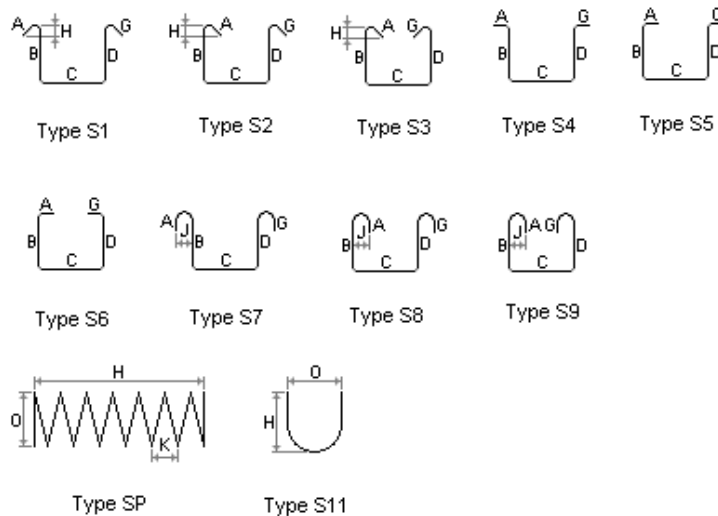 A H G
B D
C
Type S1
H A G
B D
C
Type S2
H A G
B D
C
Type S3
A G
B D
C
Type S4
A G
B D
C
Type S5
A G
B D
C
Type S6
A J G
B D
C
Type S7
J A G
B D
C
Type S8
J A G
B D
C
Type S9
H
O
K
Type SP
O
H
Type S11